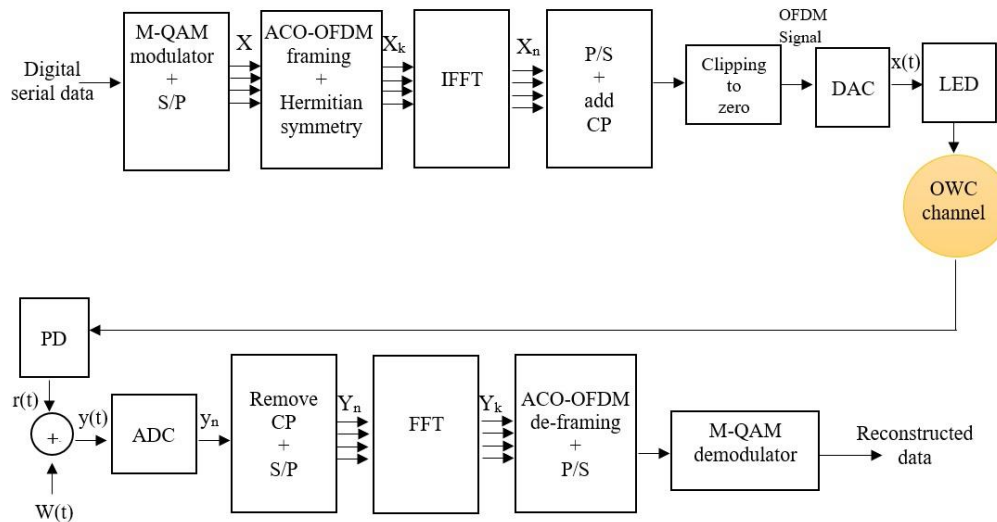 Digital
serial data
M-QAM
modulator
+
S/P
X
ACO-OFDM
framing
+
Hermitian
symmetry
Xk
IFFT
Xn
P/S
+
add
CP
Clipping
to
zero
OFDM
Signal
DAC
x(t)
LED
OWC
channel
PD
r(t)
+
W(t)
y(t)
ADC
yn
Remove
CP
+
S/P
Yn
FFT
Yk
ACO-OFDM
de-framing
+
P/S
M-QAM
demodulator
Reconstructed
data